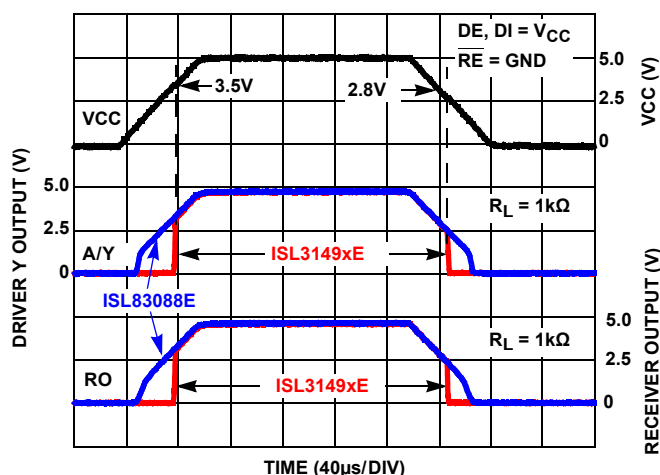 DE, DI = VCC
RE = GND
5.0
2.5
0
VCC (V)
3.5V
2.8V
VCC
DRIVER Y OUTPUT (V)
5.0
2.5
0
A/Y
RL = 1kΩ
ISL3149xE
ISL83088E
RO
RL = 1kΩ
ISL3149xE
5.0
2.5
0
RECEIVER OUTPUT (V)
TIME (40µs/DIV)